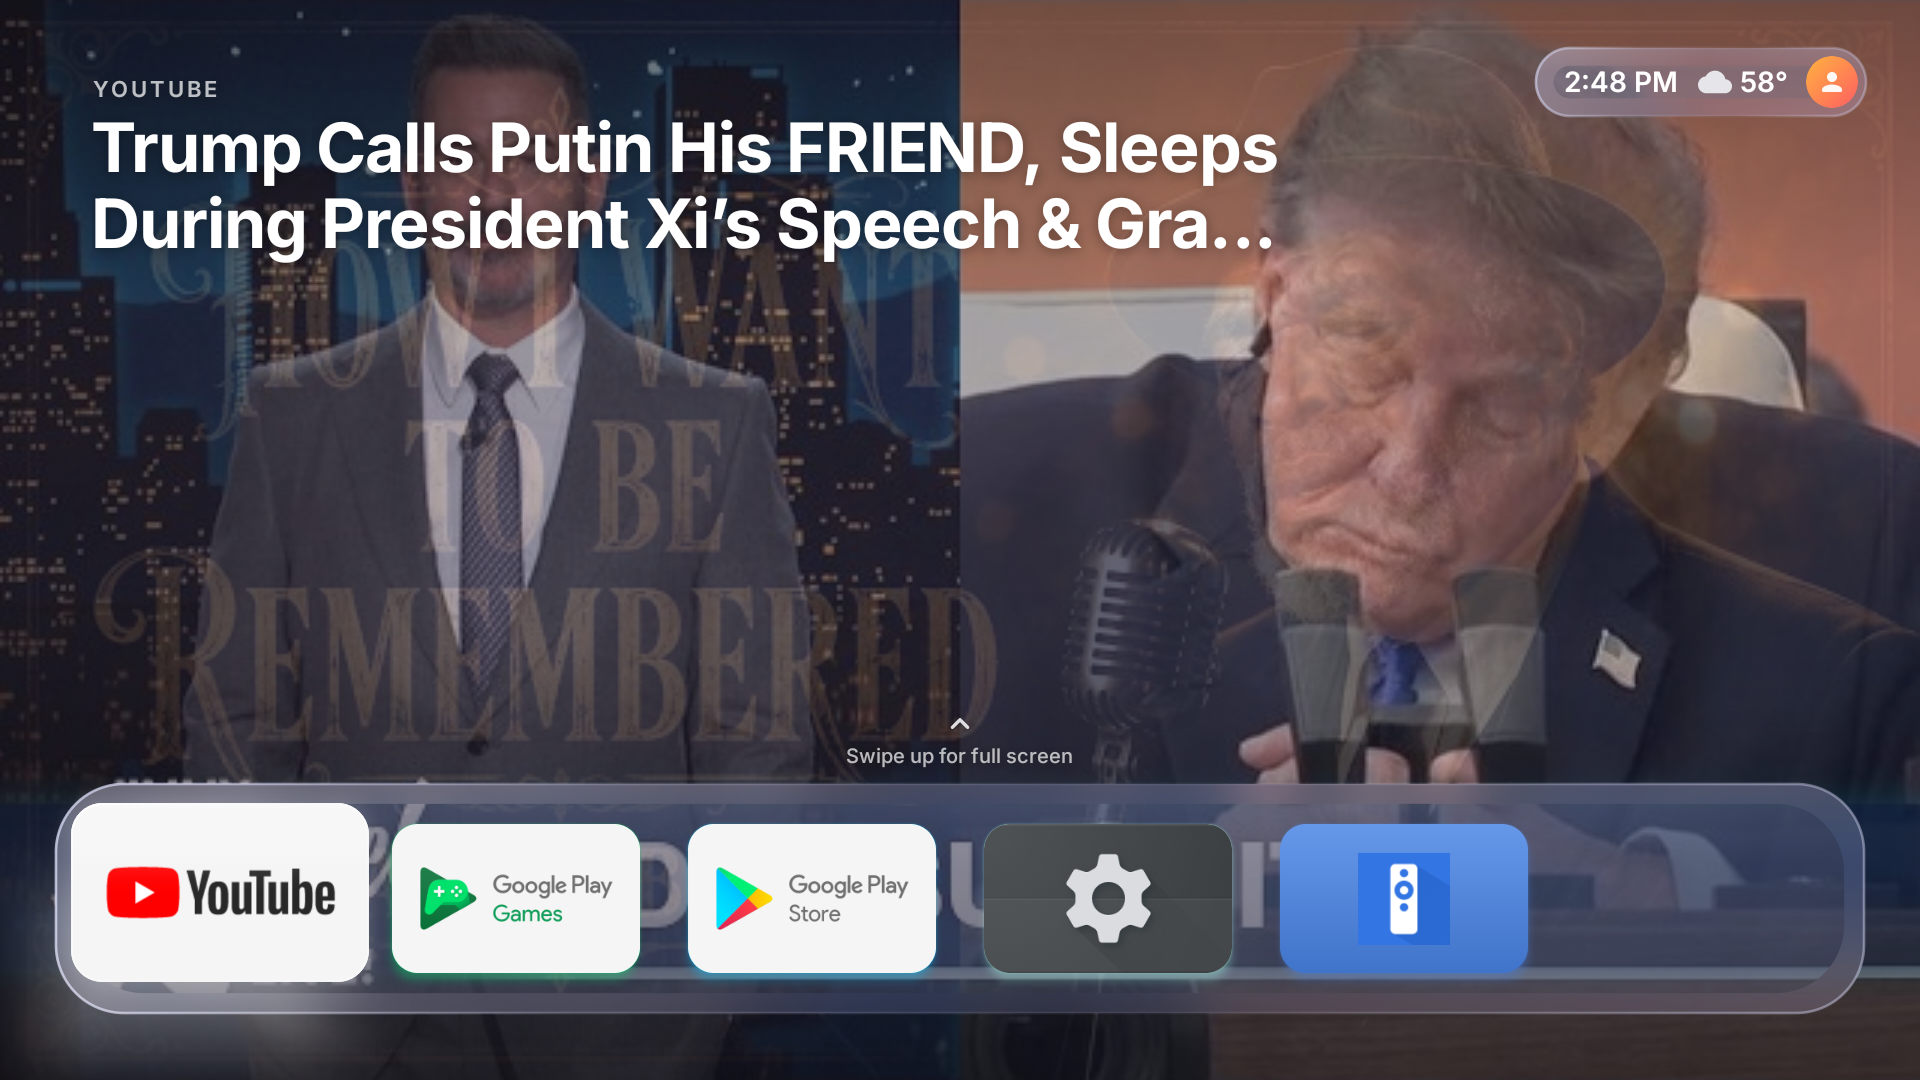 YOUTUBE
Trump Calls Putin His FRIEND, Sleeps
During President Xi's Speech & Gra...
2:48 PM 58°
HOW I WANT
TO BE
REMEMBERED
Swipe up for full screen
YouTube
Google Play
Games
Google Play
Store